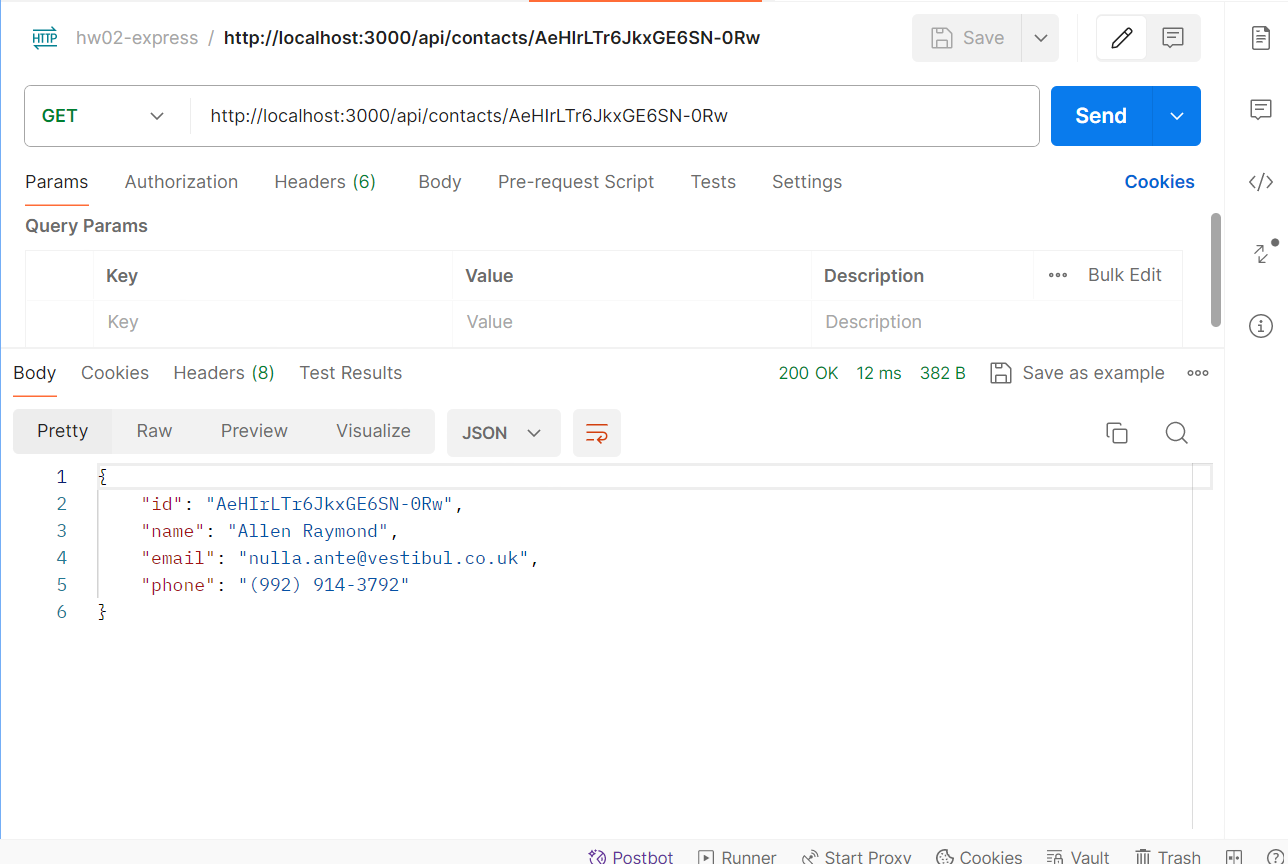 HTTP hw02-express / http://localhost:3000/api/contacts/AeHIrLTr6JkxGE6SN-0Rw Save
GET http://localhost:3000/api/contacts/AeHIrLTr6JkxGE6SN-0Rw Send
Params Authorization Headers (6) Body Pre-request Script Tests Settings Cookies
Query Params
Key Value Description ••• Bulk Edit
Key Value Description
Body Cookies Headers (8) Test Results 200 OK 12 ms 382 B Save as example •••
Pretty Raw Preview Visualize JSON
1 {
2 "id": "AeHIrLTr6JkxGE6SN-0Rw",
3 "name": "Allen Raymond",
4 "email": "nulla.ante@vestibul.co.uk",
5 "phone": "(992) 914-3792"
6 }
Postbot Runner Start Proxy Cookies Vault Trash